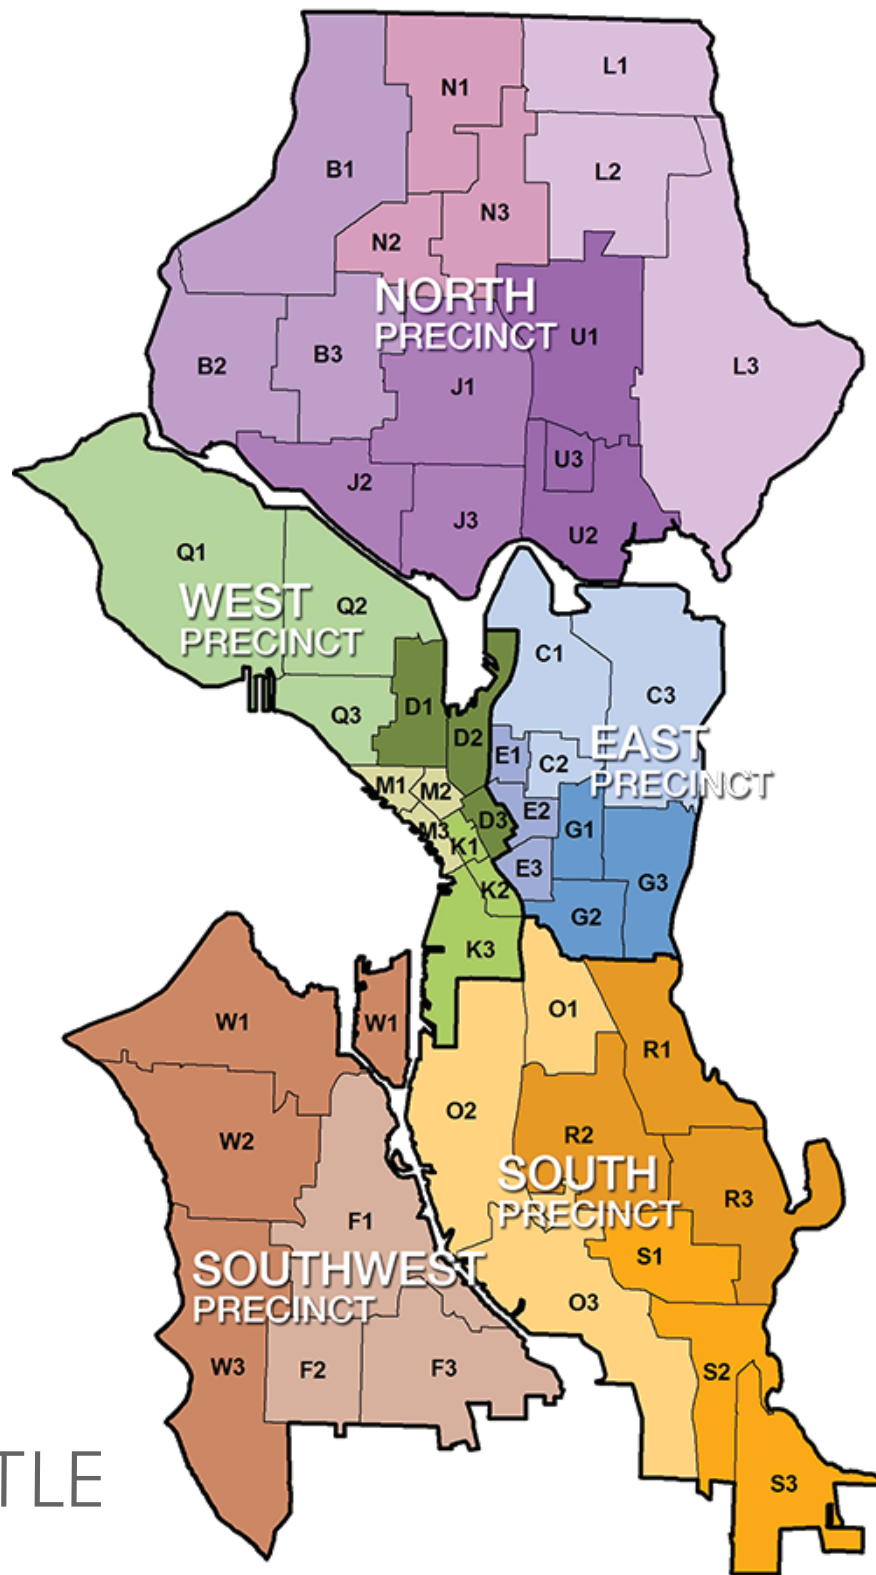 L1
N1
B1
L2
N3
N2
NORTH
PRECINCT
U1
B3
B2
L3
J1
U3
J2
J3
U2
Q1
WEST
PRECINCT
Q2
C1
C3
Q3
D1
D2
EAST
PRECINCT
E1
C2
M1
M2
E2
D3
G1
M3
K1
E3
G3
K2
G2
K3
O1
W1
W1
R1
O2
R2
W2
SOUTH
PRECINCT
R3
F1
S1
SOUTHWEST
PRECINCT
O3
W3
F2
F3
S2
S3
TLE